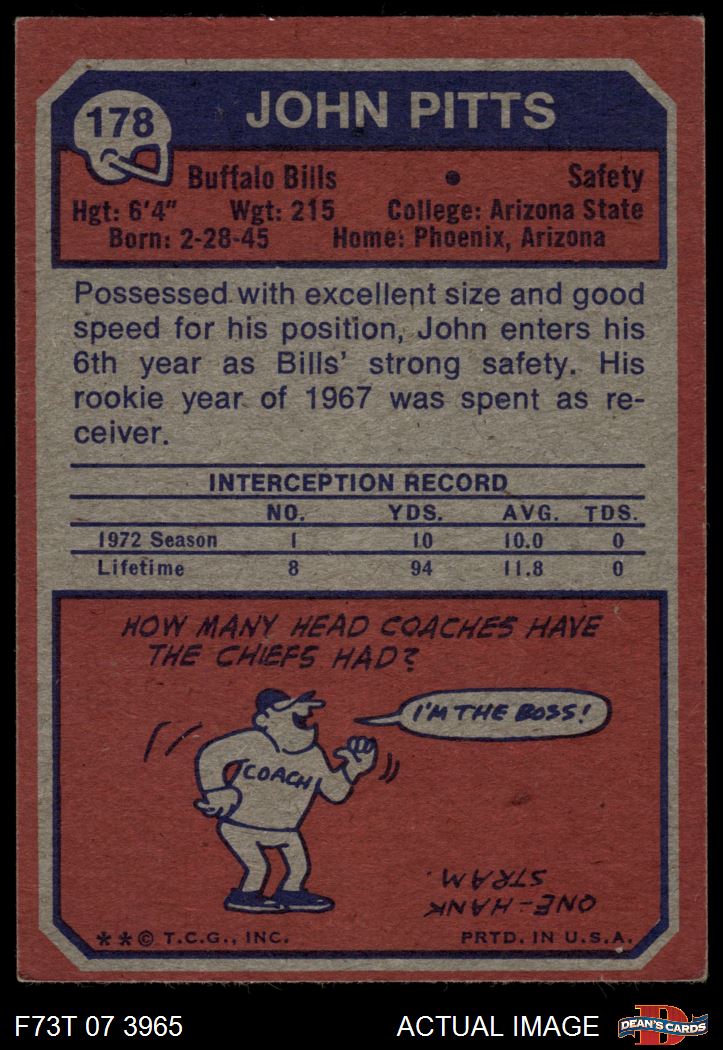 178
JOHN PITTS
Buffalo Bills • Safety
Hgt: 6'4" Wgt: 215 College: Arizona State
Born: 2-28-45 Home: Phoenix, Arizona
Possessed with excellent size and good
speed for his position, John enters his
6th year as Bills' strong safety. His
rookie year of 1967 was spent as re-
ceiver.
INTERCEPTION RECORD
NO. YDS. AVG. TDS.
1972 Season 1 10 10.0 0
Lifetime 8 94 11.8 0
HOW MANY HEAD COACHES HAVE
THE CHIEFS HAD?
I'M THE BOSS!
COACH
ONE-HANK
STRAM.
**© T.C.G., INC. PRTD. IN U.S.A.
F73T 07 3965 ACTUAL IMAGE D DEAN'S CARDS